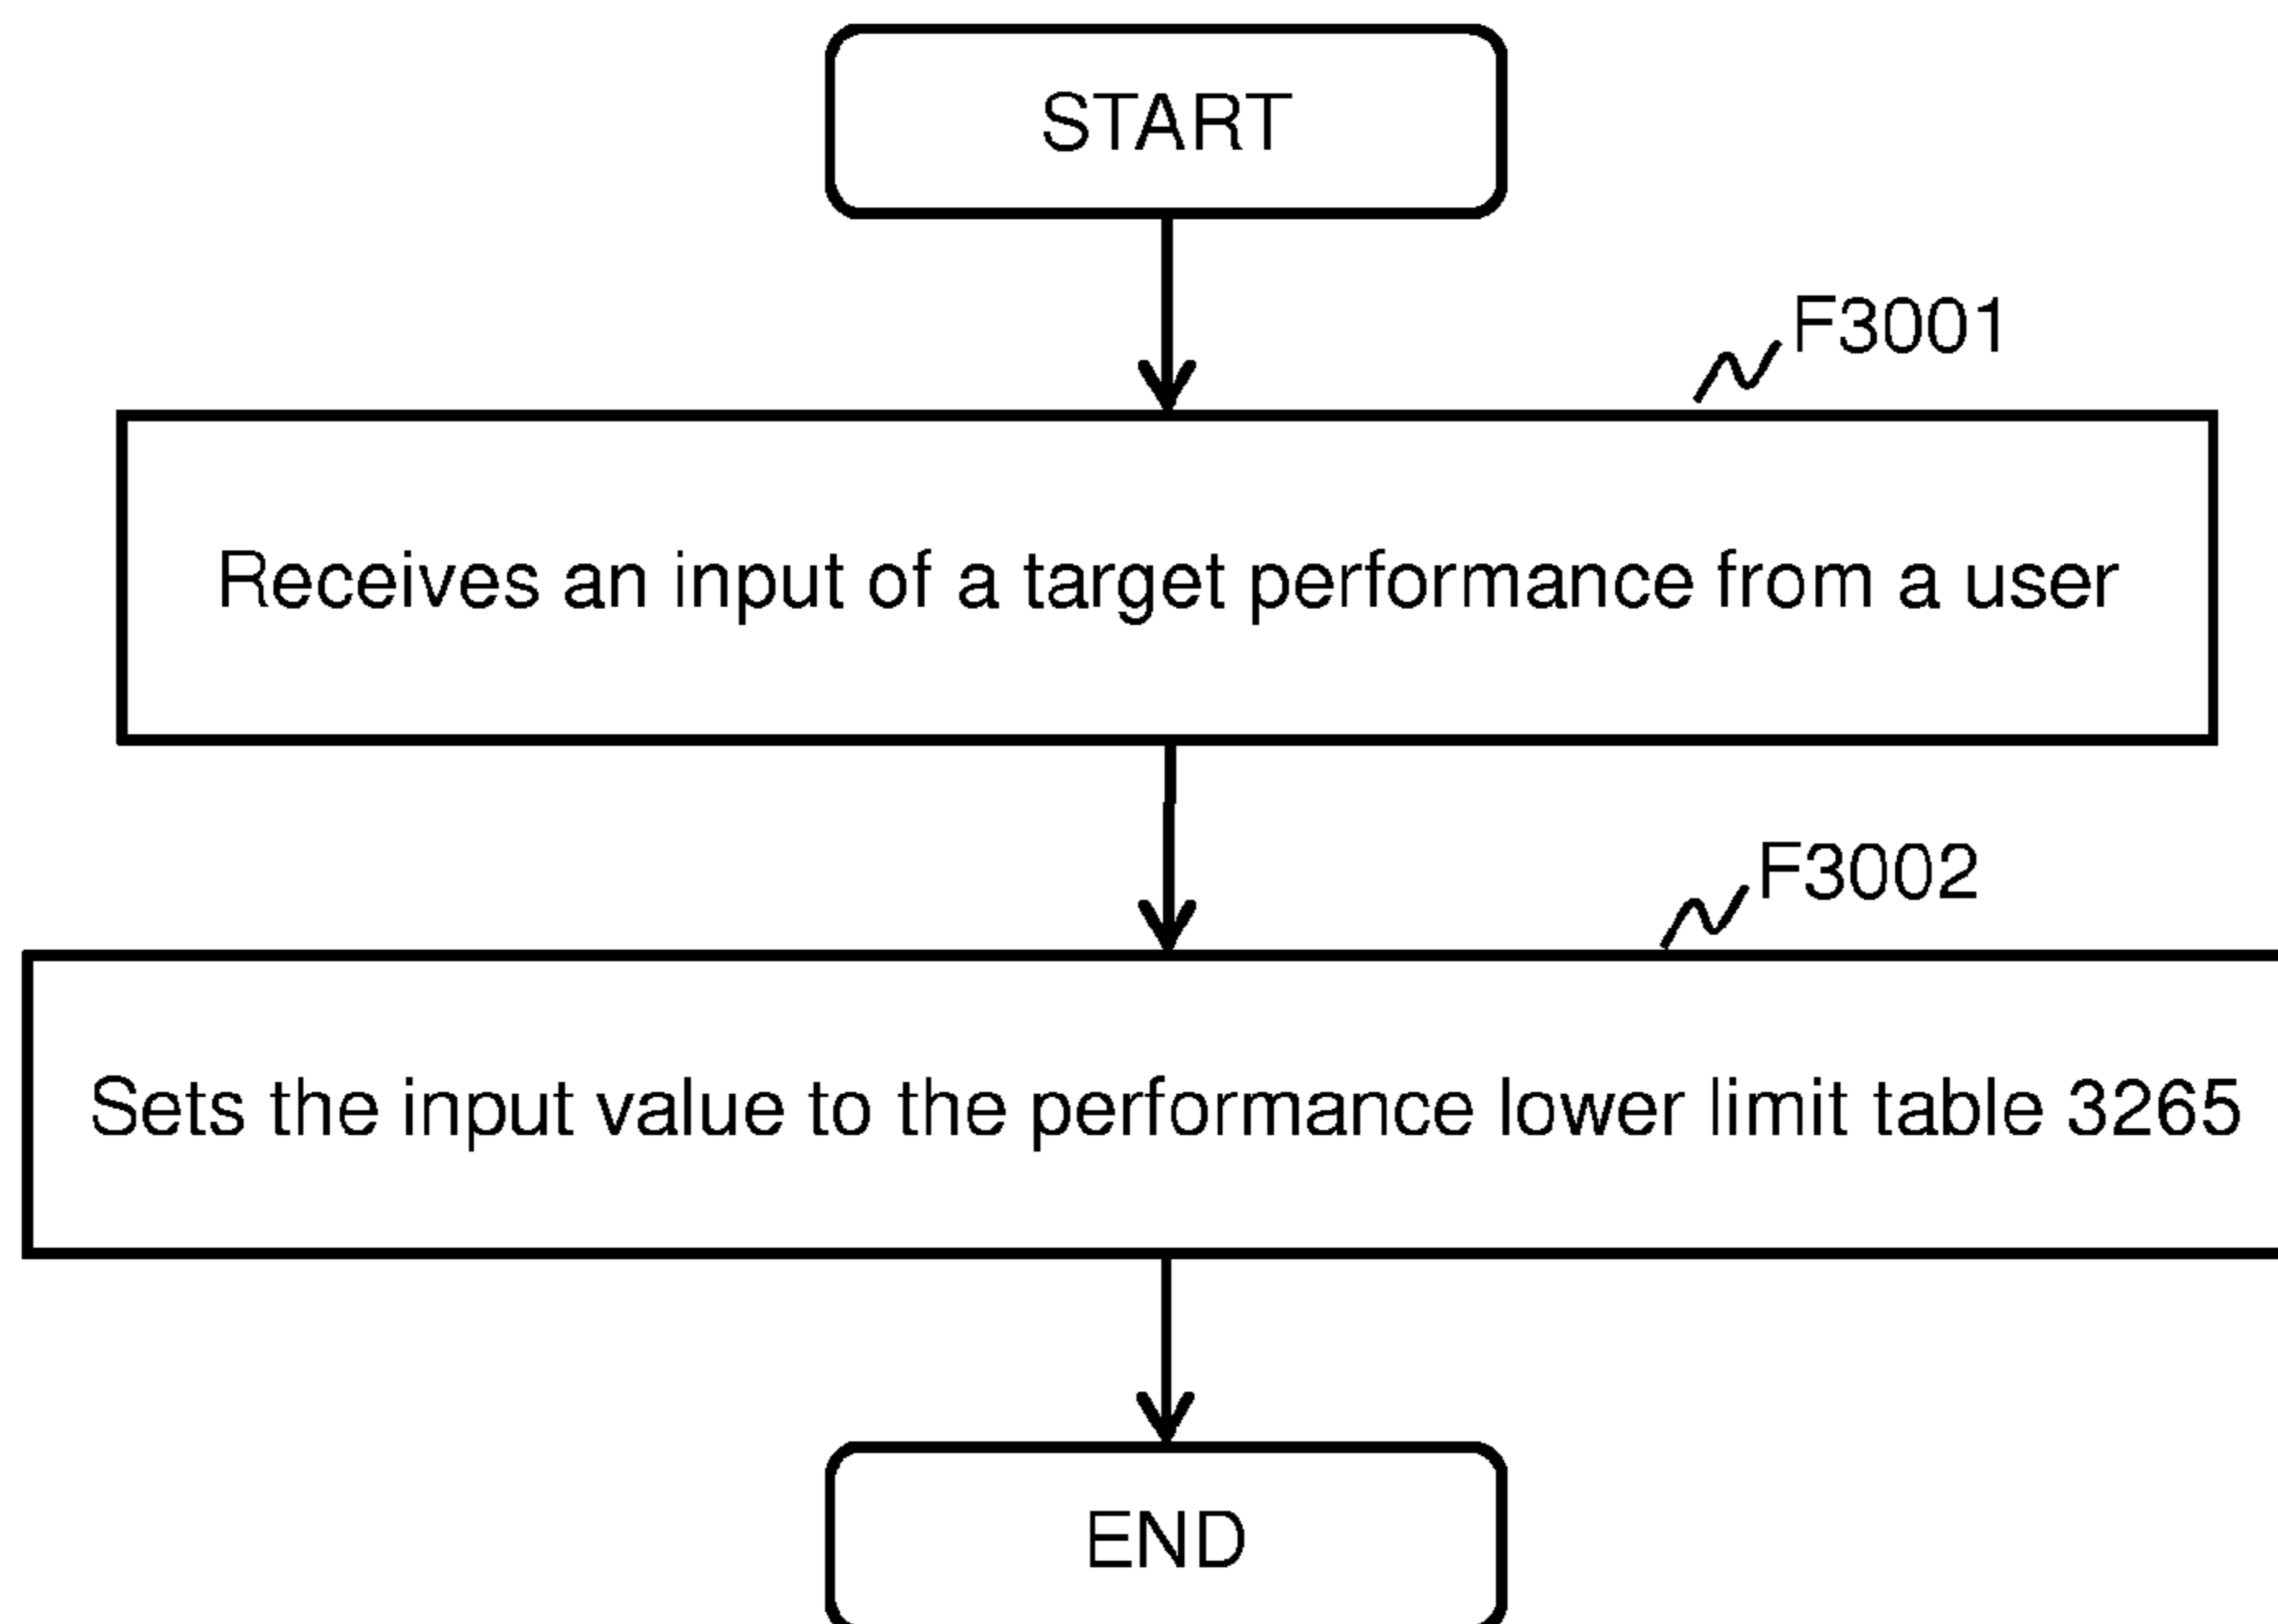 START
F3001
Receives an input of a target performance from a user
F3002
Sets the input value to the performance lower limit table 3265
END